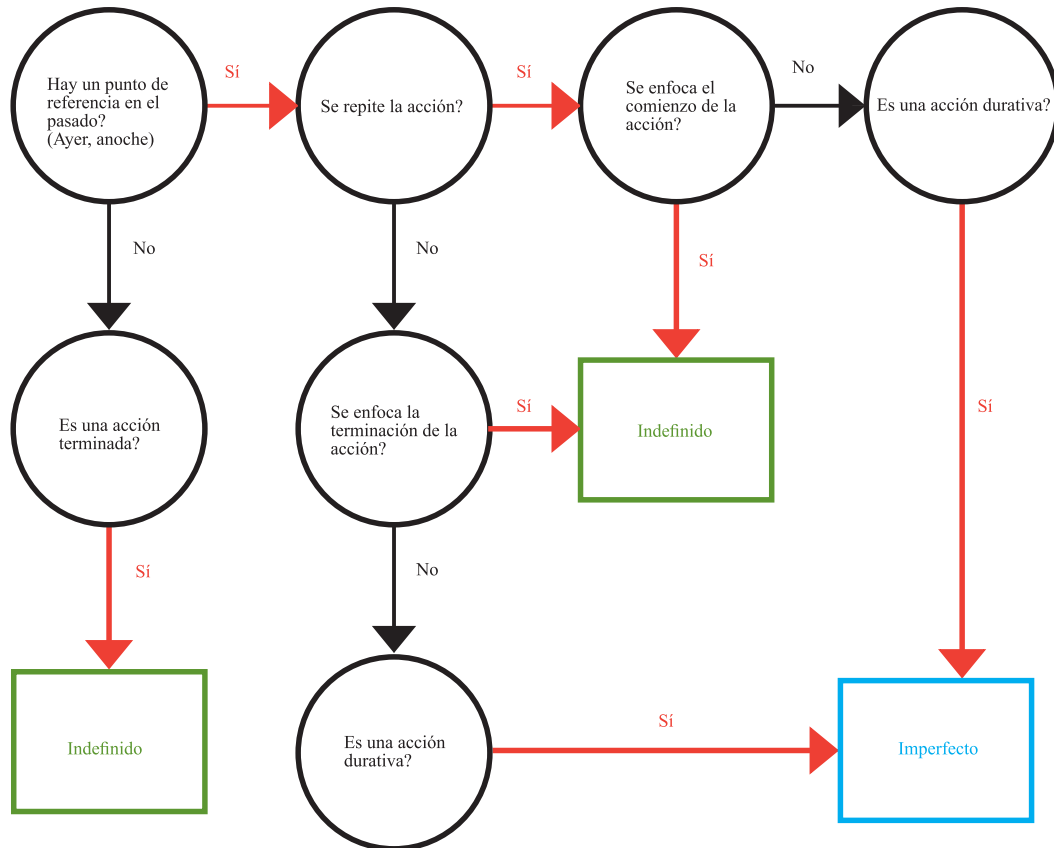 Hay un punto de
referencia en el
pasado?
(Ayer, anoche)
Sí
Se repite la acción?
Sí
Se enfoca el
comienzo de la
acción?
No
Es una acción durativa?
No
No
Sí
Sí
Es una acción
terminada?
Se enfoca la
terminación de la
acción?
Sí
Indefinido
Sí
No
Indefinido
Es una acción
durativa?
Sí
Imperfecto